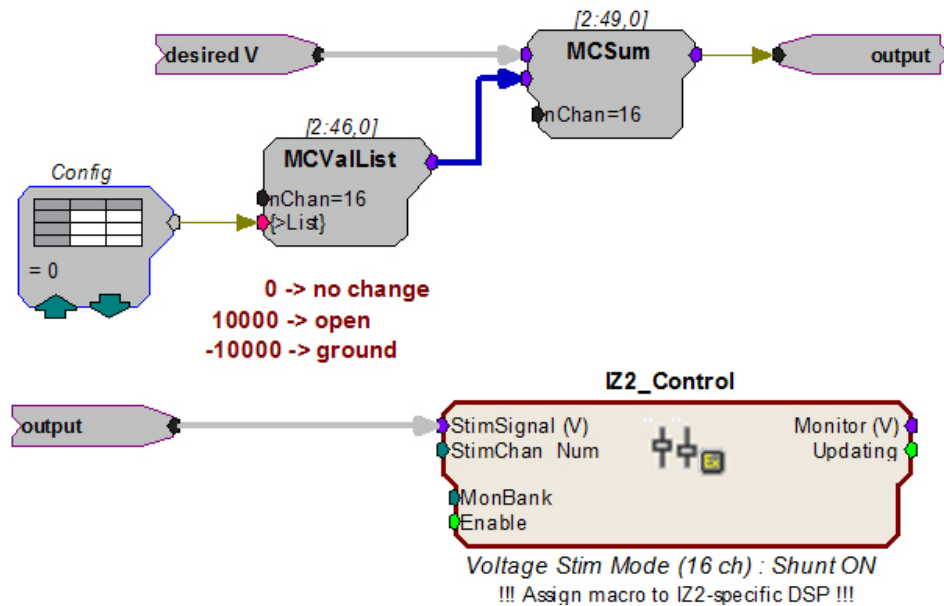 [2:49,0]
desired V
MCSum
output
nChan=16
[2:46,0]
MCValList
Config
nChan=16
{>List}
= 0
0 -> no change
10000 -> open
-10000 -> ground
IZ2_Control
output
StimSignal (V)
Monitor (V)
StimChan Num
Updating
MonBank
Enable
Voltage Stim Mode (16 ch) : Shunt ON
!!! Assign macro to IZ2-specific DSP !!!